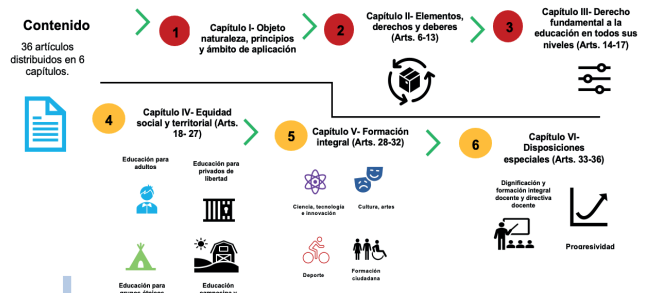 Contenido
36 artículos
distribuidos en 6
capítulos.
1
Capítulo I- Objeto
naturaleza, principios
y ámbito de aplicación
2
Capítulo II- Elementos,
derechos y deberes
(Arts. 6-13)
3
Capítulo III- Derecho
fundamental a la
educación en todos sus
niveles (Arts. 14-17)
4
Capítulo IV- Equidad
social y territorial (Arts.
18- 27)
Educación para
adultos
Educación para
privados de
libertad
Educación para
grupos étnicos
Educación
campesina y
5
Capítulo V- Formación
integral (Arts. 28-32)
Ciencia, tecnología
e innovación
Cultura, artes
Deporte
Formación
ciudadana
6
Capítulo VI-
Disposiciones
especiales (Arts. 33-36)
Dignificación y
formación integral
docente y directiva
docente
Progresividad